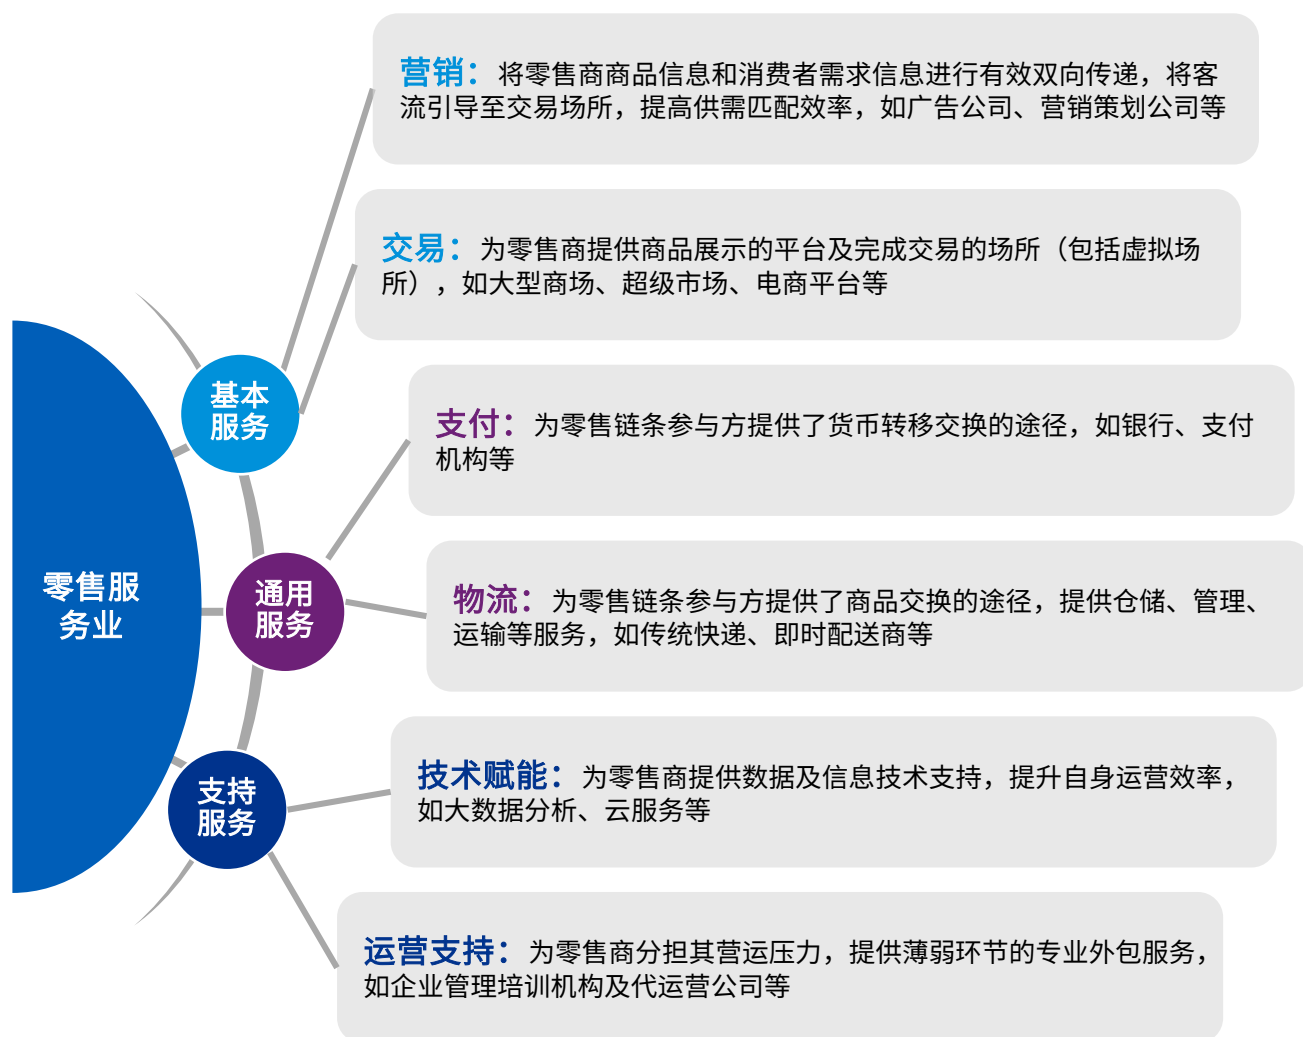 营销：将零售商商品信息和消费者需求信息进行有效双向传递，将客
流引导至交易场所，提高供需匹配效率，如广告公司、营销策划公司等
交易：为零售商提供商品展示的平台及完成交易的场所（包括虚拟场
所），如大型商场、超级市场、电商平台等
基本
服务
支付：为零售链条参与方提供了货币转移交换的途径，如银行、支付
机构等
零售服
务业
通用
服务
物流：为零售链条参与方提供了商品交换的途径，提供仓储、管理、
运输等服务，如传统快递、即时配送商等
支持
服务
技术赋能：为零售商提供数据及信息技术支持，提升自身运营效率，
如大数据分析、云服务等
运营支持：为零售商分担其营运压力，提供薄弱环节的专业外包服务，
如企业管理培训机构及代运营公司等